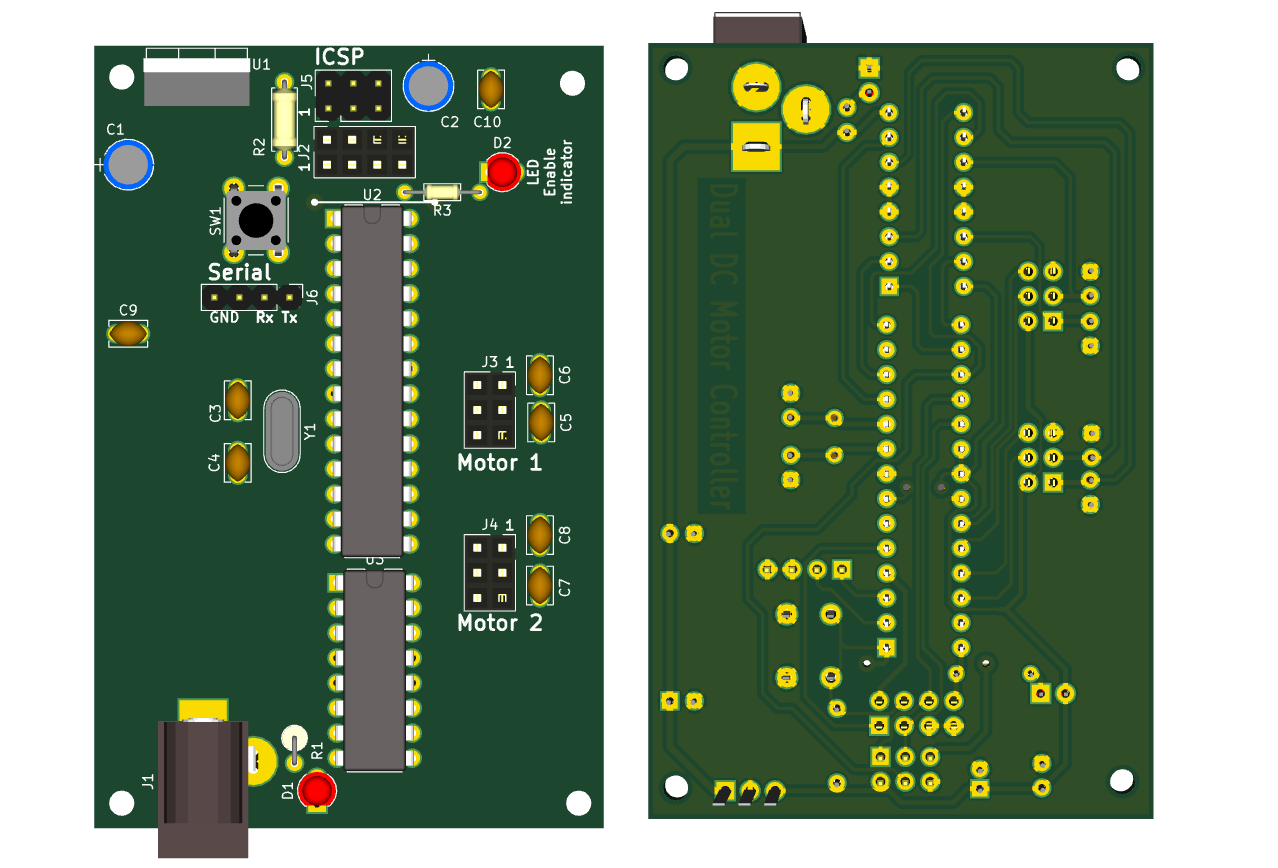 ICSP
U1
J5
1
C1
C2
C10
R2
J2
1
D2
LED
Enable
indicator
U2
R3
SW1
Serial
J6
GND Rx Tx
C9
J3 1
C6
C3
C5
Y1
C4
Motor 1
J4 1
C8
C7
Motor 2
R1
J1
D1
Dual DC Motor Controller